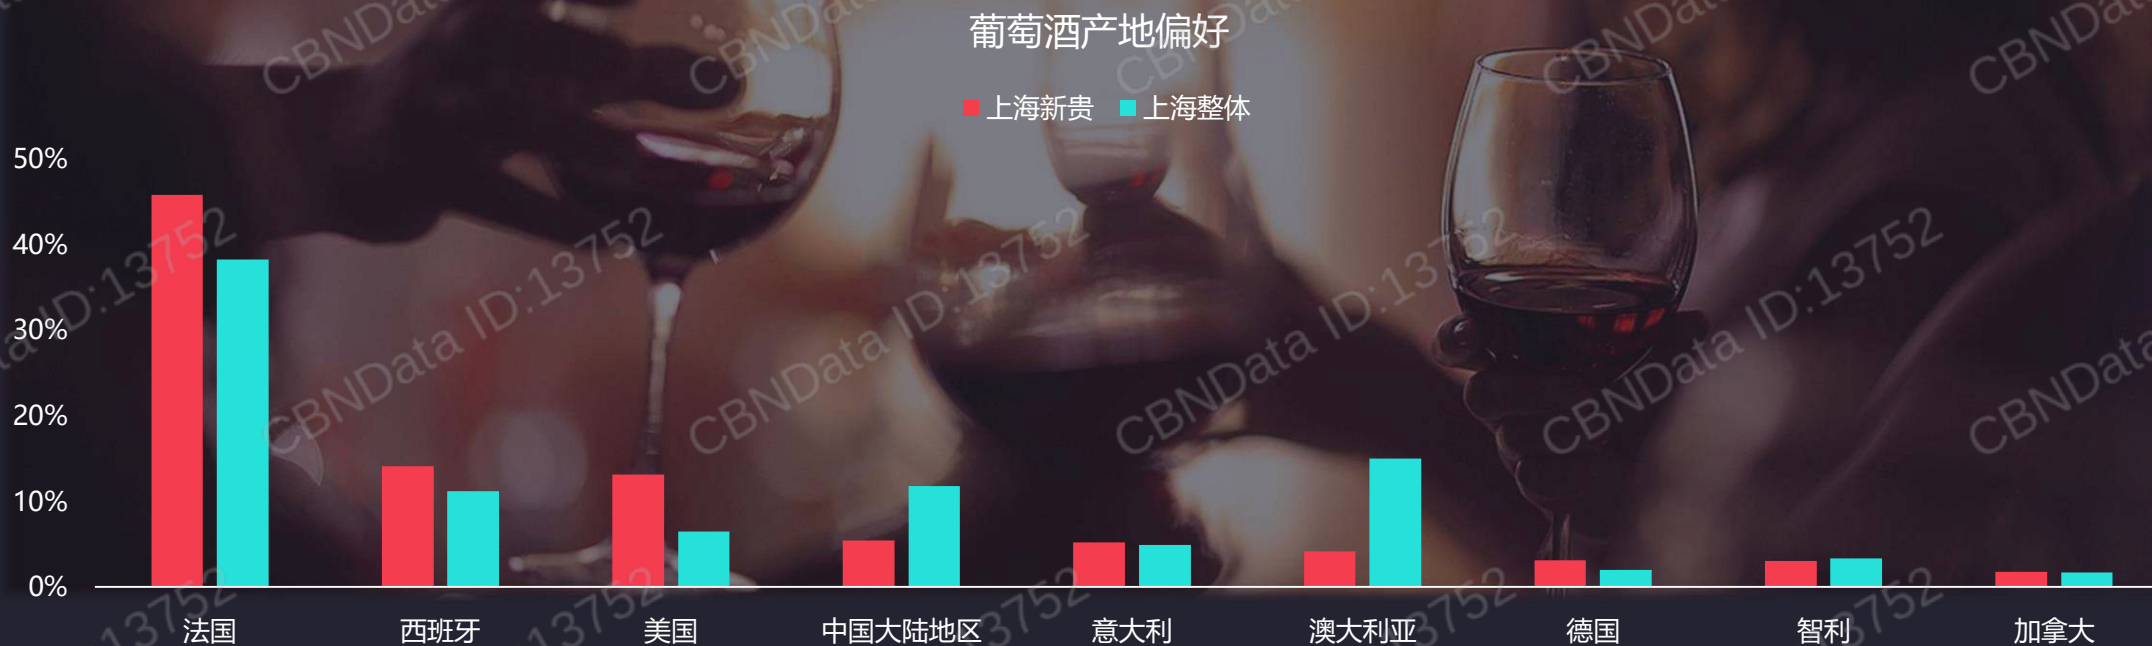 葡萄酒产地偏好
上海新贵 上海整体
50%
40%
30%
20%
10%
0%
法国 西班牙 美国 中国大陆地区 意大利 澳大利亚 德国 智利 加拿大
CBNData ID:13752